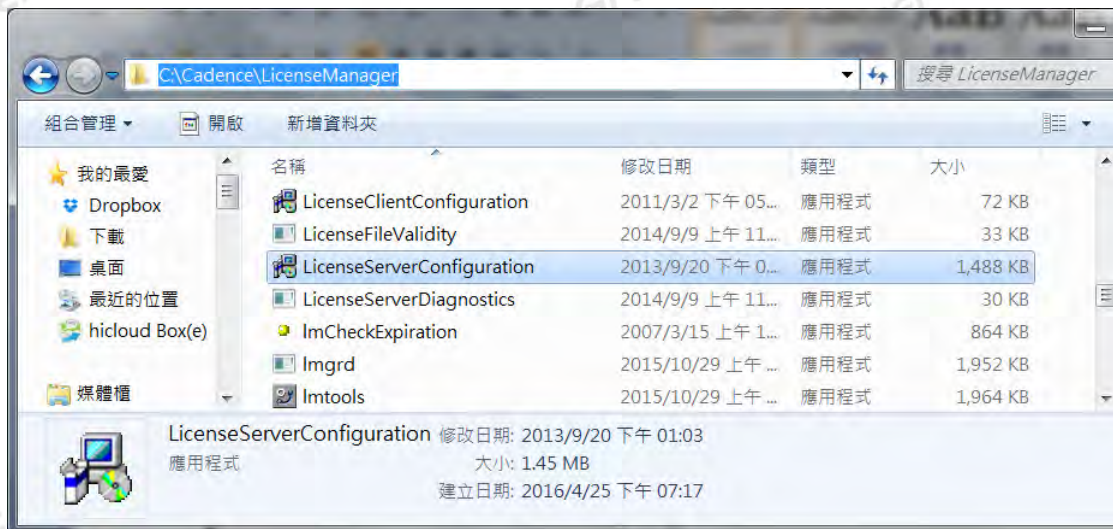 C:\Cadence\LicenseManager 搜尋 LicenseManager
組合管理 開啟 新增資料夾
我的最愛
Dropbox
下載
桌面
最近的位置
hicloud Box(e)
媒體櫃
名稱 修改日期 類型 大小
LicenseClientConfiguration 2011/3/2 下午 05... 應用程式 72 KB
LicenseFileValidity 2014/9/9 上午 11... 應用程式 33 KB
LicenseServerConfiguration 2013/9/20 下午 0... 應用程式 1,488 KB
LicenseServerDiagnostics 2014/9/9 上午 11... 應用程式 30 KB
lmCheckExpiration 2007/3/15 上午 1... 應用程式 864 KB
lmgrd 2015/10/29 上午 ... 應用程式 1,952 KB
lmtools 2015/10/29 上午 ... 應用程式 1,964 KB
LicenseServerConfiguration 修改日期: 2013/9/20 下午 01:03
應用程式 大小: 1.45 MB
建立日期: 2016/4/25 下午 07:17